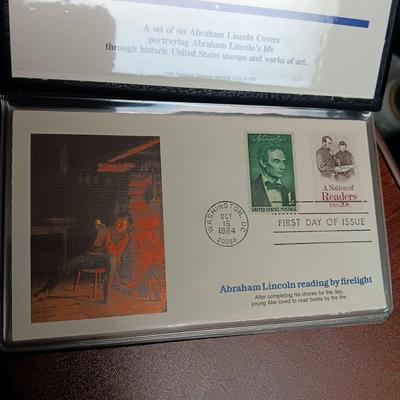 A set of six Abraham Lincoln Covers
portraying Abraham Lincoln's life
through historic United States stamps and works of art.
A. Lincoln
1¢
UNITED STATES POSTAGE
A Nation of
Readers
USA 20c
WASHINGTON, DC
OCT
16
1984
20066
FIRST DAY OF ISSUE
Abraham Lincoln reading by firelight
After completing his chores for the day,
young Abe loved to read books by the fire.